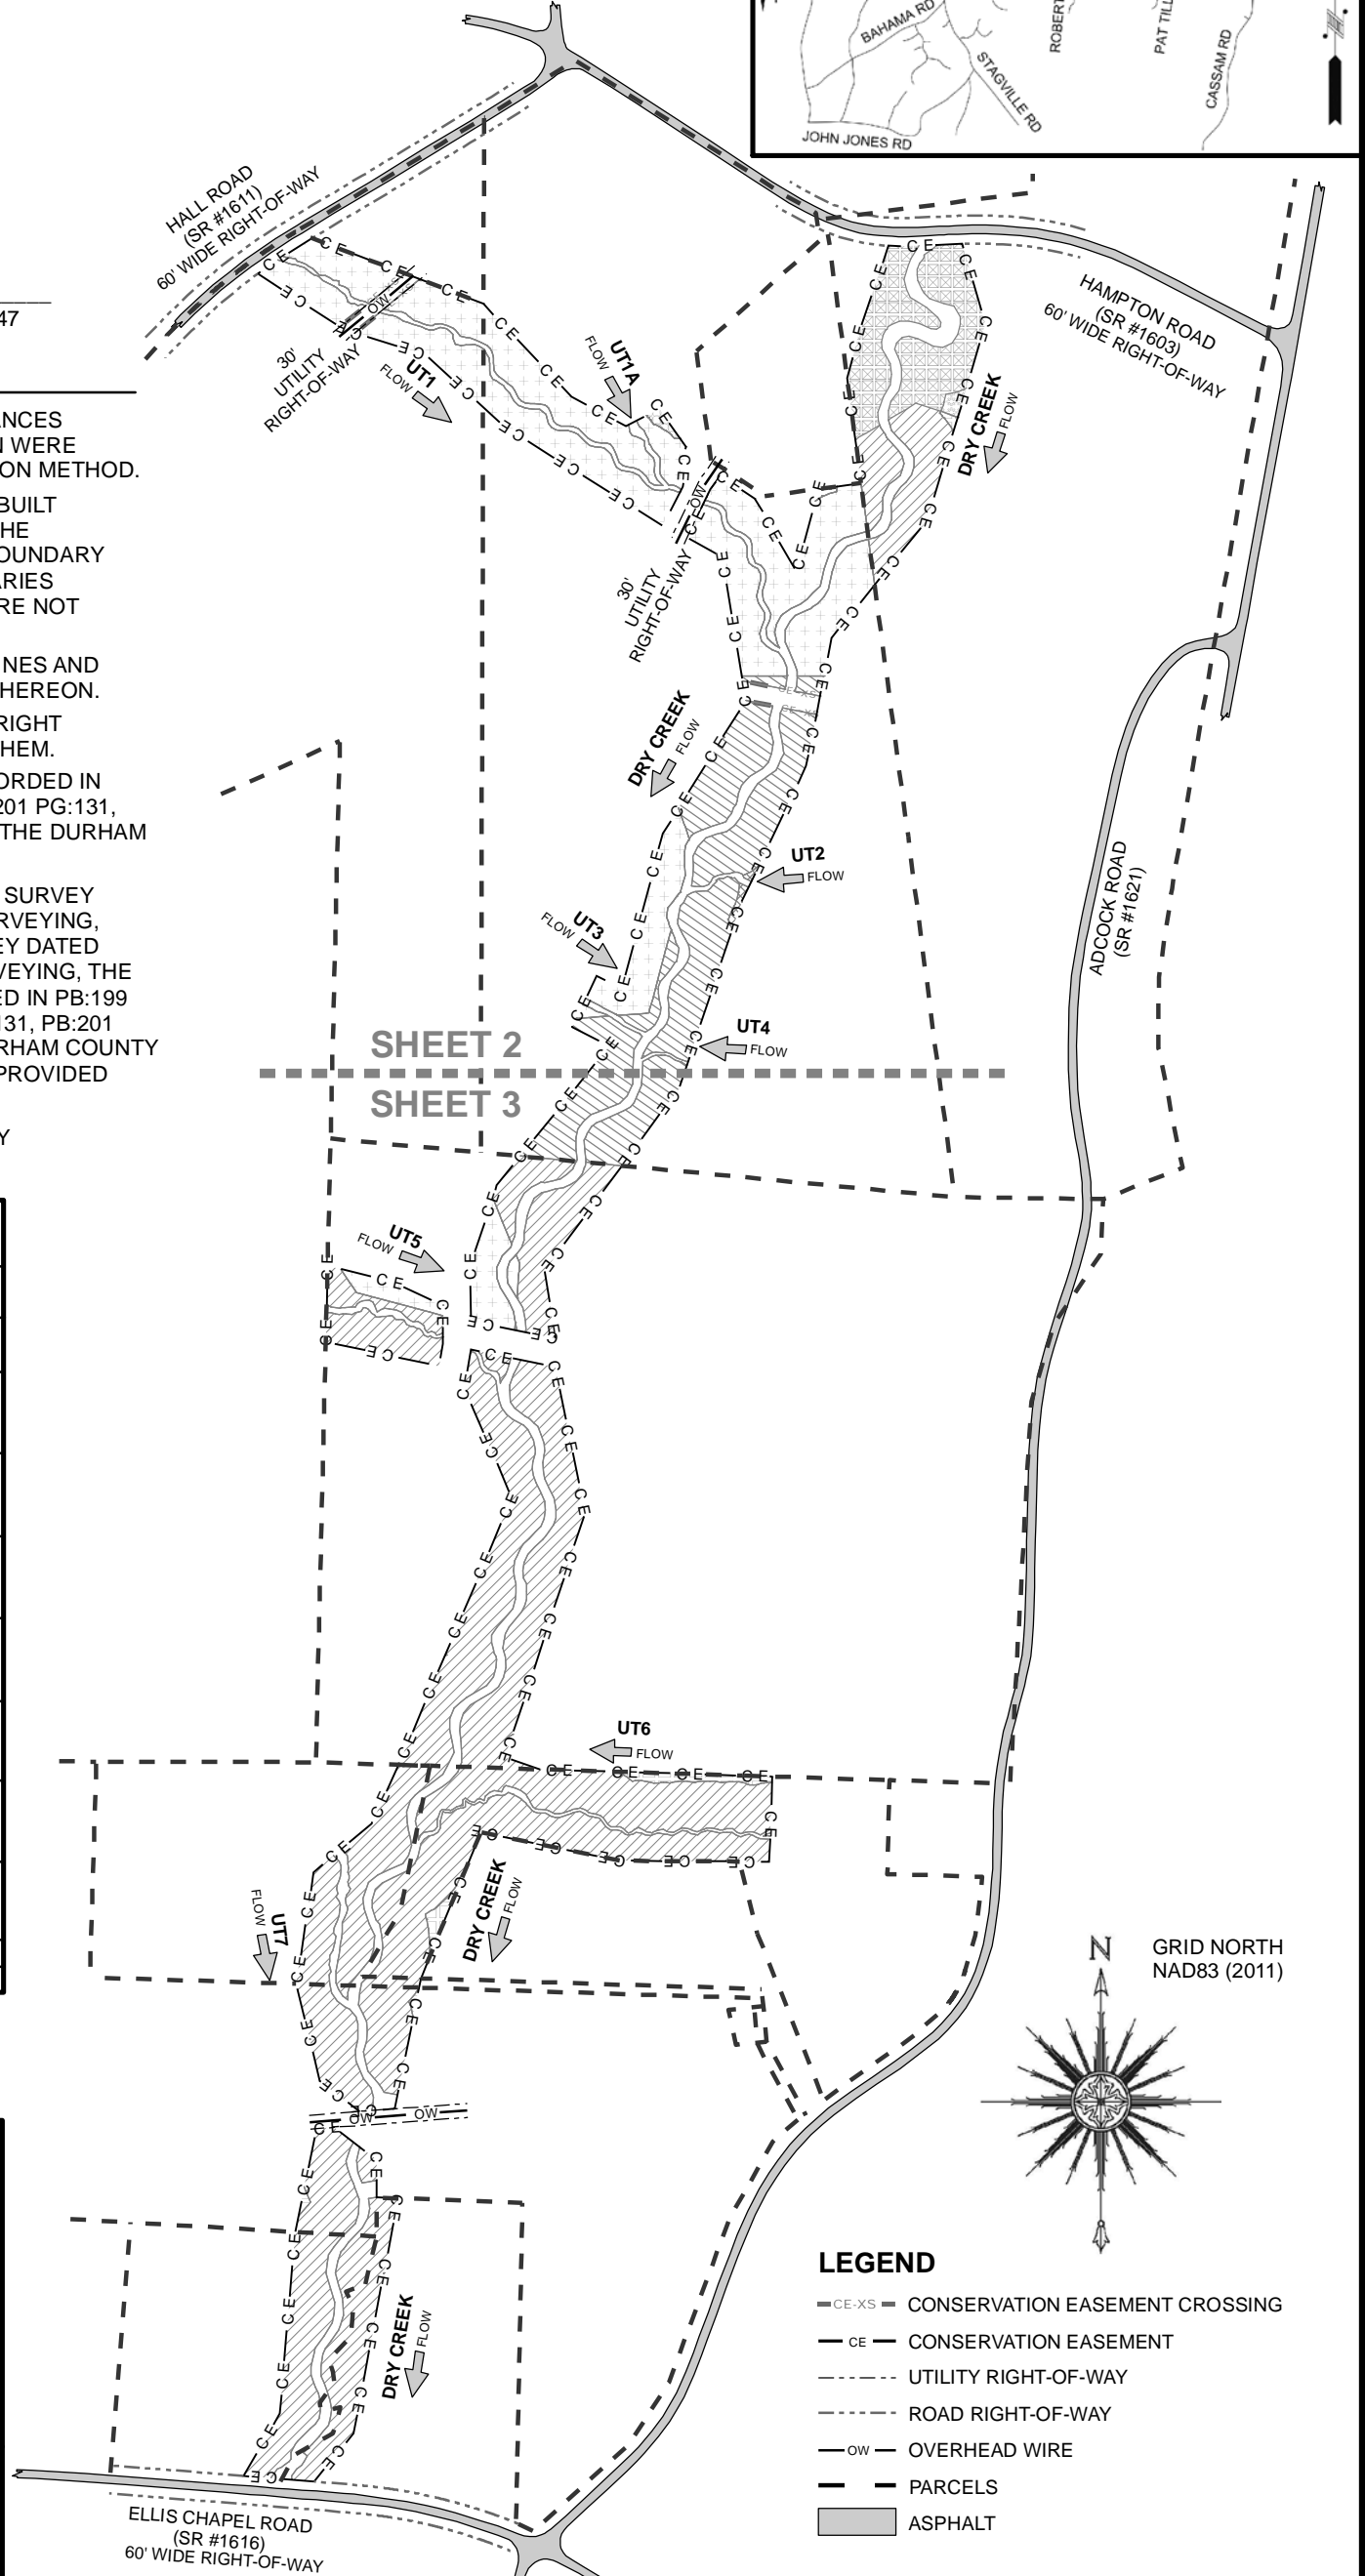 BAHAMA RD
STAGVILLE RD
ROBERT
PAT TILL
CASSAM RD
JOHN JONES RD
HALL ROAD
(SR #1611)
60' WIDE RIGHT-OF-WAY
47
ANCES
N WERE
ON METHOD.
BUILT
THE
OUNDARY
ARIES
RE NOT
INES AND
HEREON.
RIGHT
HEM.
ORDED IN
201 PG:131,
THE DURHAM
SURVEY
RVEYING,
EY DATED
VEYING, THE
ED IN PB:199
131, PB:201
RHAM COUNTY
PROVIDED
Y
HAMPTON ROAD
(SR #1603)
60' WIDE RIGHT-OF-WAY
30'
UTILITY
RIGHT-OF-WAY
UT1
FLOW
UT1A
FLOW
DRY CREEK
FLOW
30'
UTILITY
RIGHT-OF-WAY
DRY CREEK
FLOW
UT2
FLOW
UT3
FLOW
UT4
FLOW
ADCOCK ROAD
(SR #1621)
SHEET 2
SHEET 3
UT5
FLOW
UT6
FLOW
DRY CREEK
FLOW
UT7
FLOW
OW OW
DRY CREEK
FLOW
N
GRID NORTH
NAD83 (2011)
LEGEND
CE-XS CONSERVATION EASEMENT CROSSING
CE CONSERVATION EASEMENT
UTILITY RIGHT-OF-WAY
ROAD RIGHT-OF-WAY
OW OVERHEAD WIRE
PARCELS
ASPHALT
ELLIS CHAPEL ROAD
(SR #1616)
60' WIDE RIGHT-OF-WAY